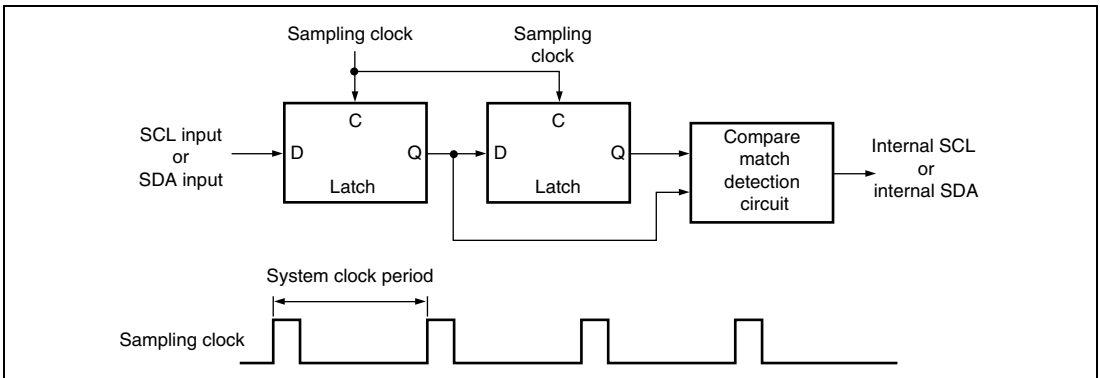 Sampling clock
Sampling
clock
SCL input
or
SDA input
C
D
Q
Latch
C
D
Q
Latch
Compare
match
detection
circuit
Internal SCL
or
internal SDA
System clock period
Sampling clock